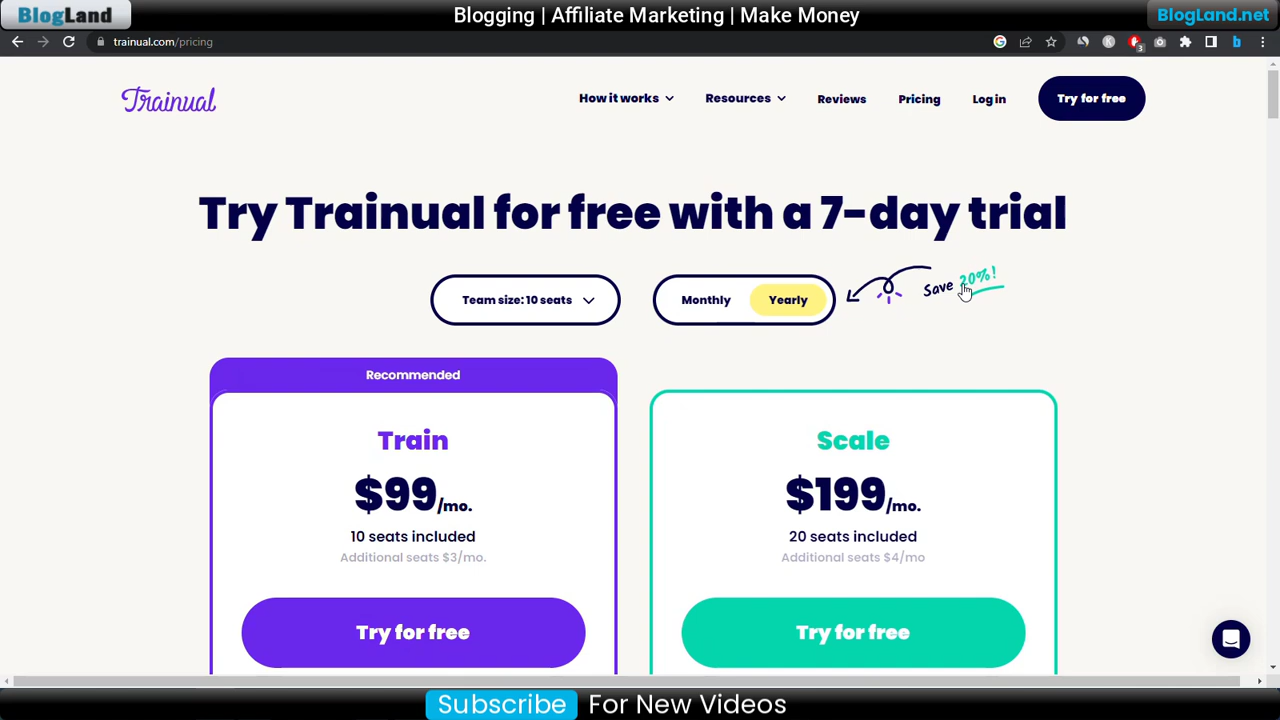 BlogLand
Blogging | Affiliate Marketing | Make Money
BlogLand.net
trainual.com/pricing
3
b
Trainual
How it works
Resources
Reviews
Pricing
Log in
Try for free
Try Trainual for free with a 7-day trial
Team size: 10 seats
Monthly
Yearly
Save 20%!
Recommended
Train
$99/mo.
10 seats included
Additional seats $3/mo.
Try for free
Scale
$199/mo.
20 seats included
Additional seats $4/mo
Try for free
Subscribe For New Videos